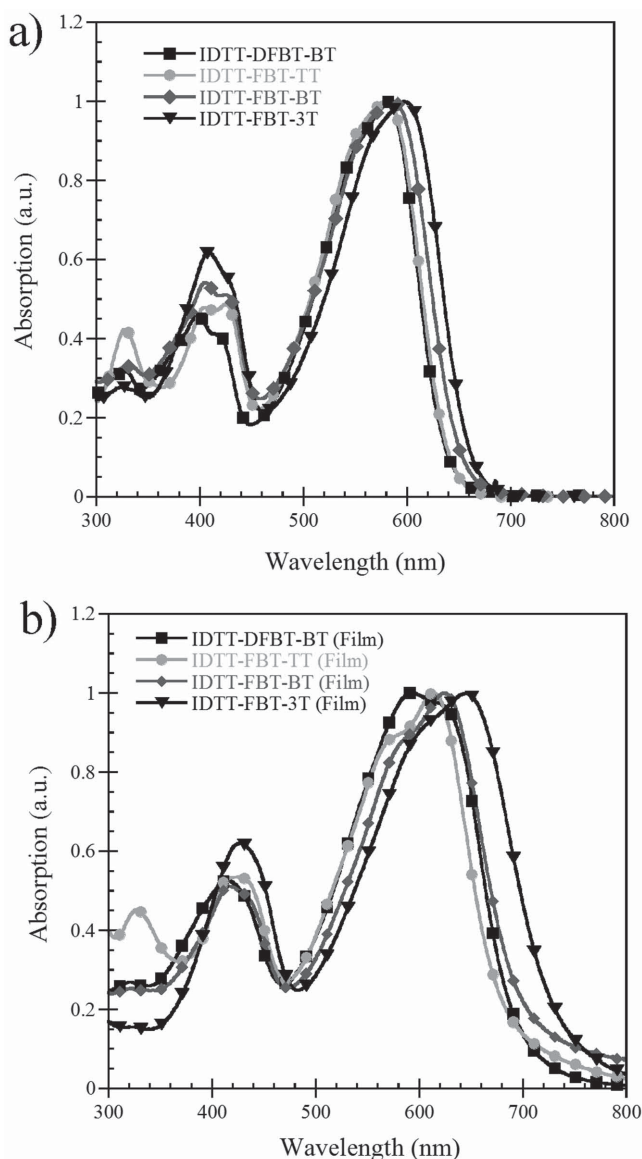 a)
1.2
1
0.8
0.6
0.4
0.2
0
Absorption (a.u.)
IDTT-DFBT-BT
IDTT-FBT-TT
IDTT-FBT-BT
IDTT-FBT-3T
300 400 500 600 700 800
Wavelength (nm)
b)
1.2
1
0.8
0.6
0.4
0.2
0
Absorption (a.u.)
IDTT-DFBT-BT (Film)
IDTT-FBT-TT (Film)
IDTT-FBT-BT (Film)
IDTT-FBT-3T (Film)
300 400 500 600 700 800
Wavelength (nm)